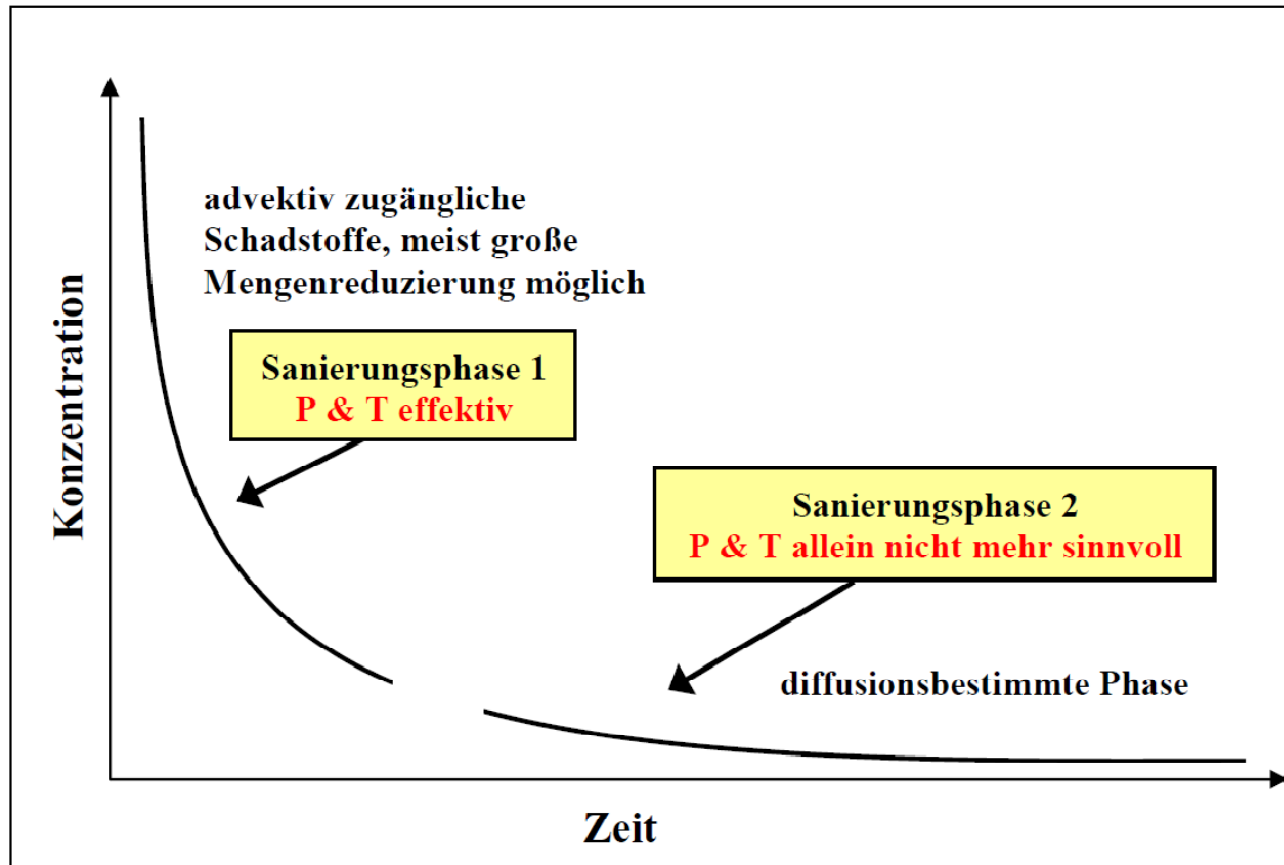 Konzentration
advektiv zugängliche
Schadstoffe, meist große
Mengenreduzierung möglich
Sanierungsphase 1
P & T effektiv
Sanierungsphase 2
P & T allein nicht mehr sinnvoll
diffusionsbestimmte Phase
Zeit